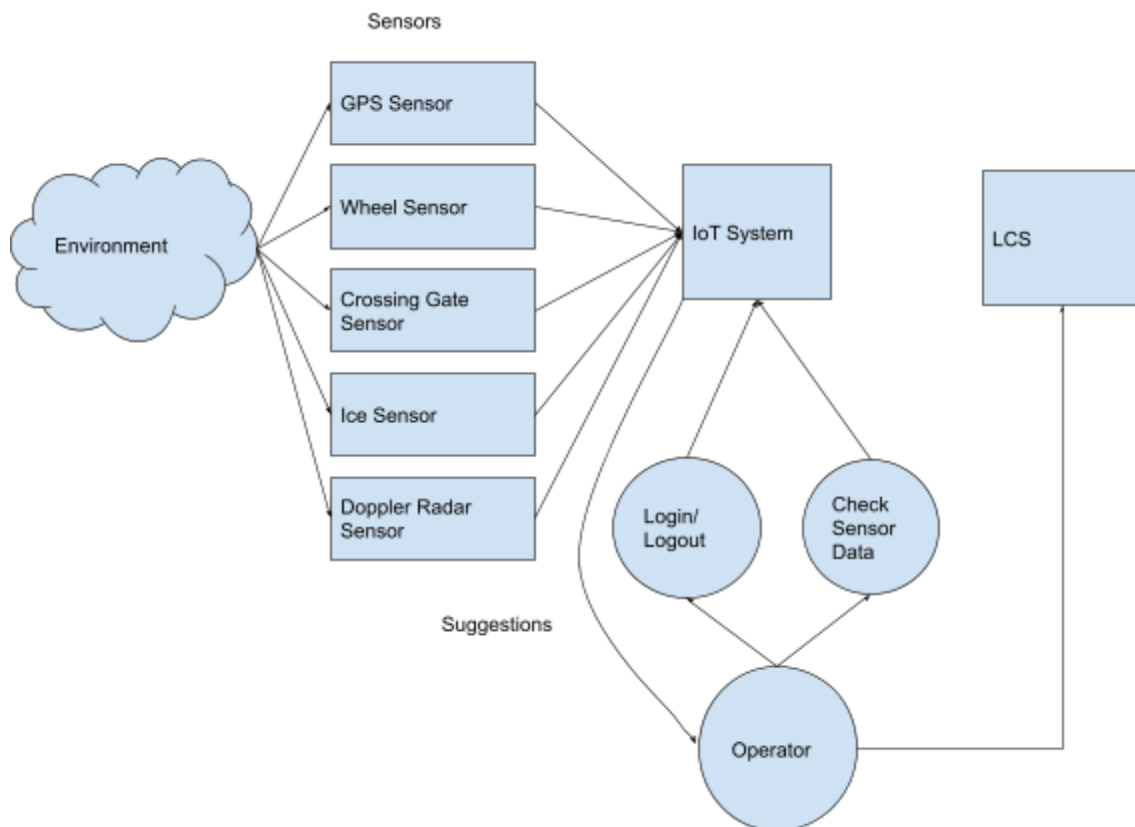 Sensors
GPS Sensor
Wheel Sensor
IoT System
LCS
Environment
Crossing Gate
Sensor
Ice Sensor
Doppler Radar
Sensor
Login/
Logout
Check
Sensor
Data
Suggestions
Operator